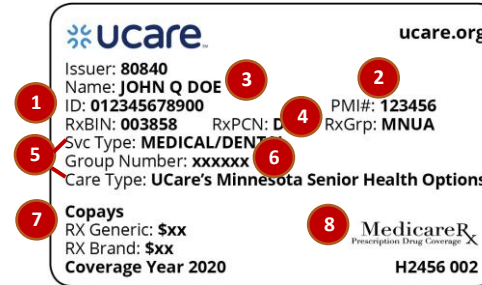 ucare
ucare.org
Issuer: 80840
Name: JOHN Q DOE
3
2
1
ID: 012345678900
PMI#: 123456
RxBIN: 003858
RxPCN:
4
RxGrp: MNUA
5
Svc Type: MEDICAL/DENTAL
Group Number: xxxxxx
6
Care Type: UCare's Minnesota Senior Health Options
7
Copays
RX Generic: $xx
RX Brand: $xx
Coverage Year 2020
8
MedicareRx
Prescription Drug Coverage
H2456 002